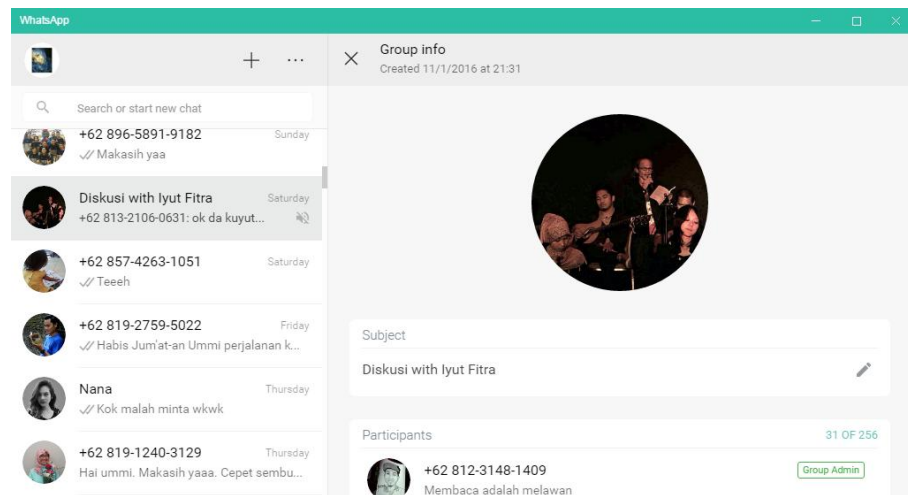 WhatsApp
Group info
Created 11/1/2016 at 21:31
Search or start new chat
+62 896-5891-9182 Sunday
Makasih yaa
Diskusi with Iyut Fitra Saturday
+62 813-2106-0631: ok da kuyut...
+62 857-4263-1051 Saturday
Teeeh
+62 819-2759-5022 Friday
Habis Jum'at-an Ummi perjalanan k...
Nana Thursday
Kok malah minta wkwk
+62 819-1240-3129 Thursday
Hai ummi. Makasih yaaa. Cepet sembu...
Subject
Diskusi with Iyut Fitra
Participants 31 OF 256
+62 812-3148-1409 Group Admin
Membaca adalah melawan